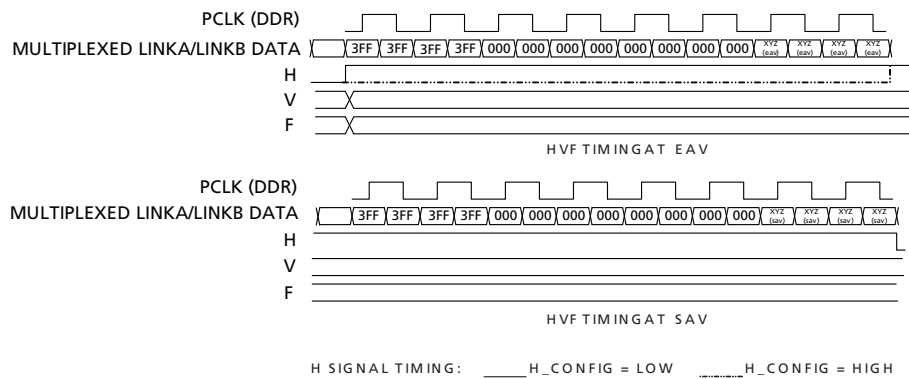 PCLK (DDR)
MULTIPLEXED LINKA/LINKB DATA 3FF 3FF 3FF 3FF 000 000 000 000 000 000 000 000 XYZ (eav) XYZ (eav) XYZ (eav) XYZ (eav)
H
V
F
HVF TIMINGAT EAV
PCLK (DDR)
MULTIPLEXED LINKA/LINKB DATA 3FF 3FF 3FF 3FF 000 000 000 000 000 000 000 000 XYZ (sav) XYZ (sav) XYZ (sav) XYZ (sav)
H
V
F
HVF TIMINGAT SAV
H SIGNAL TIMING: H_CONFIG = LOW H_CONFIG = HIGH